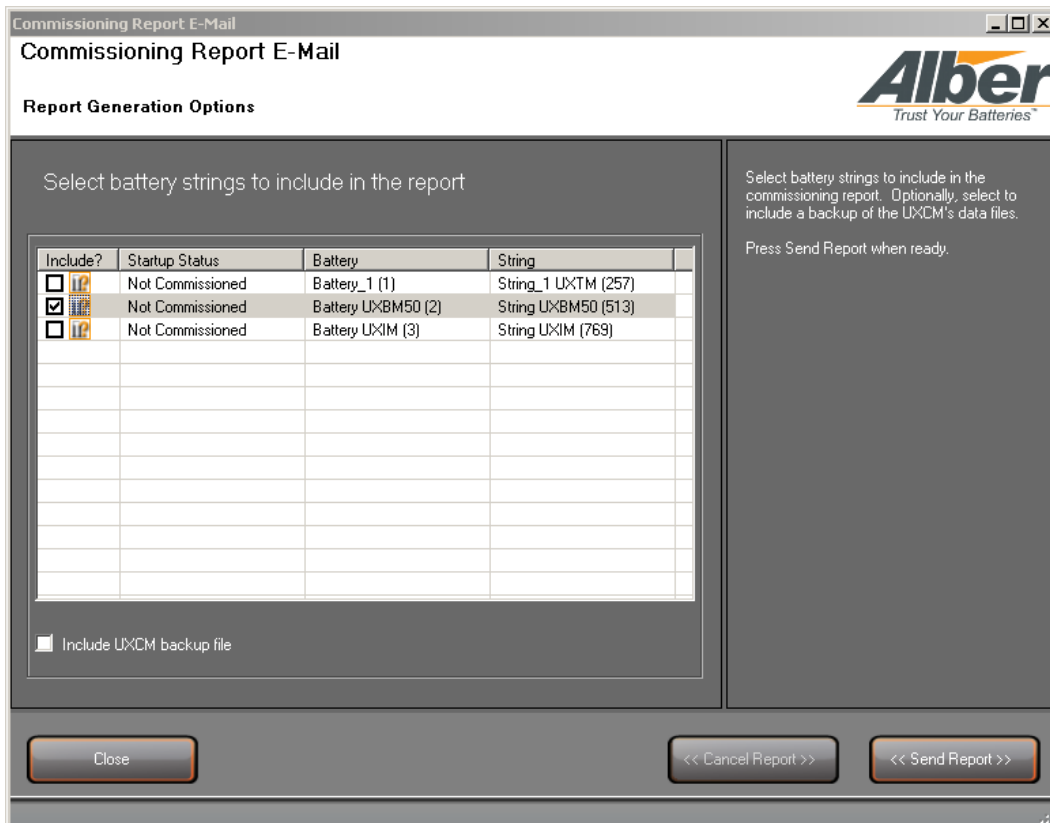 Commissioning Report E-Mail
Commissioning Report E-Mail
Report Generation Options
Alber
Trust Your Batteries™
Select battery strings to include in the report
Include? Startup Status Battery String
Not Commissioned Battery_1 (1) String_1 UXTM (257)
Not Commissioned Battery UXBM50 (2) String UXBM50 (513)
Not Commissioned Battery UXIM (3) String UXIM (769)
Include UXCM backup file
Select battery strings to include in the
commissioning report. Optionally, select to
include a backup of the UXCM's data files.
Press Send Report when ready.
Close
<< Cancel Report >>
<< Send Report >>